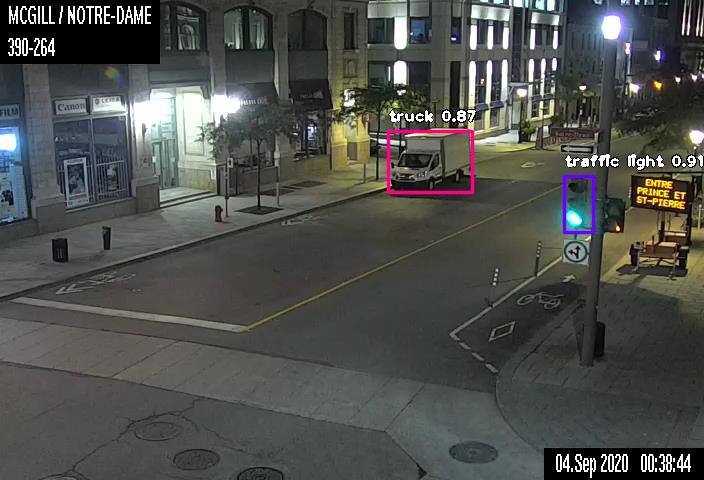 MCGILL / NOTRE-DAME
390-264
truck 0.87
traffic light 0.91
ENTRE
PRINCE ET
ST-PIERRE
Canon
FILM
04.Sep 2020 00:38:44